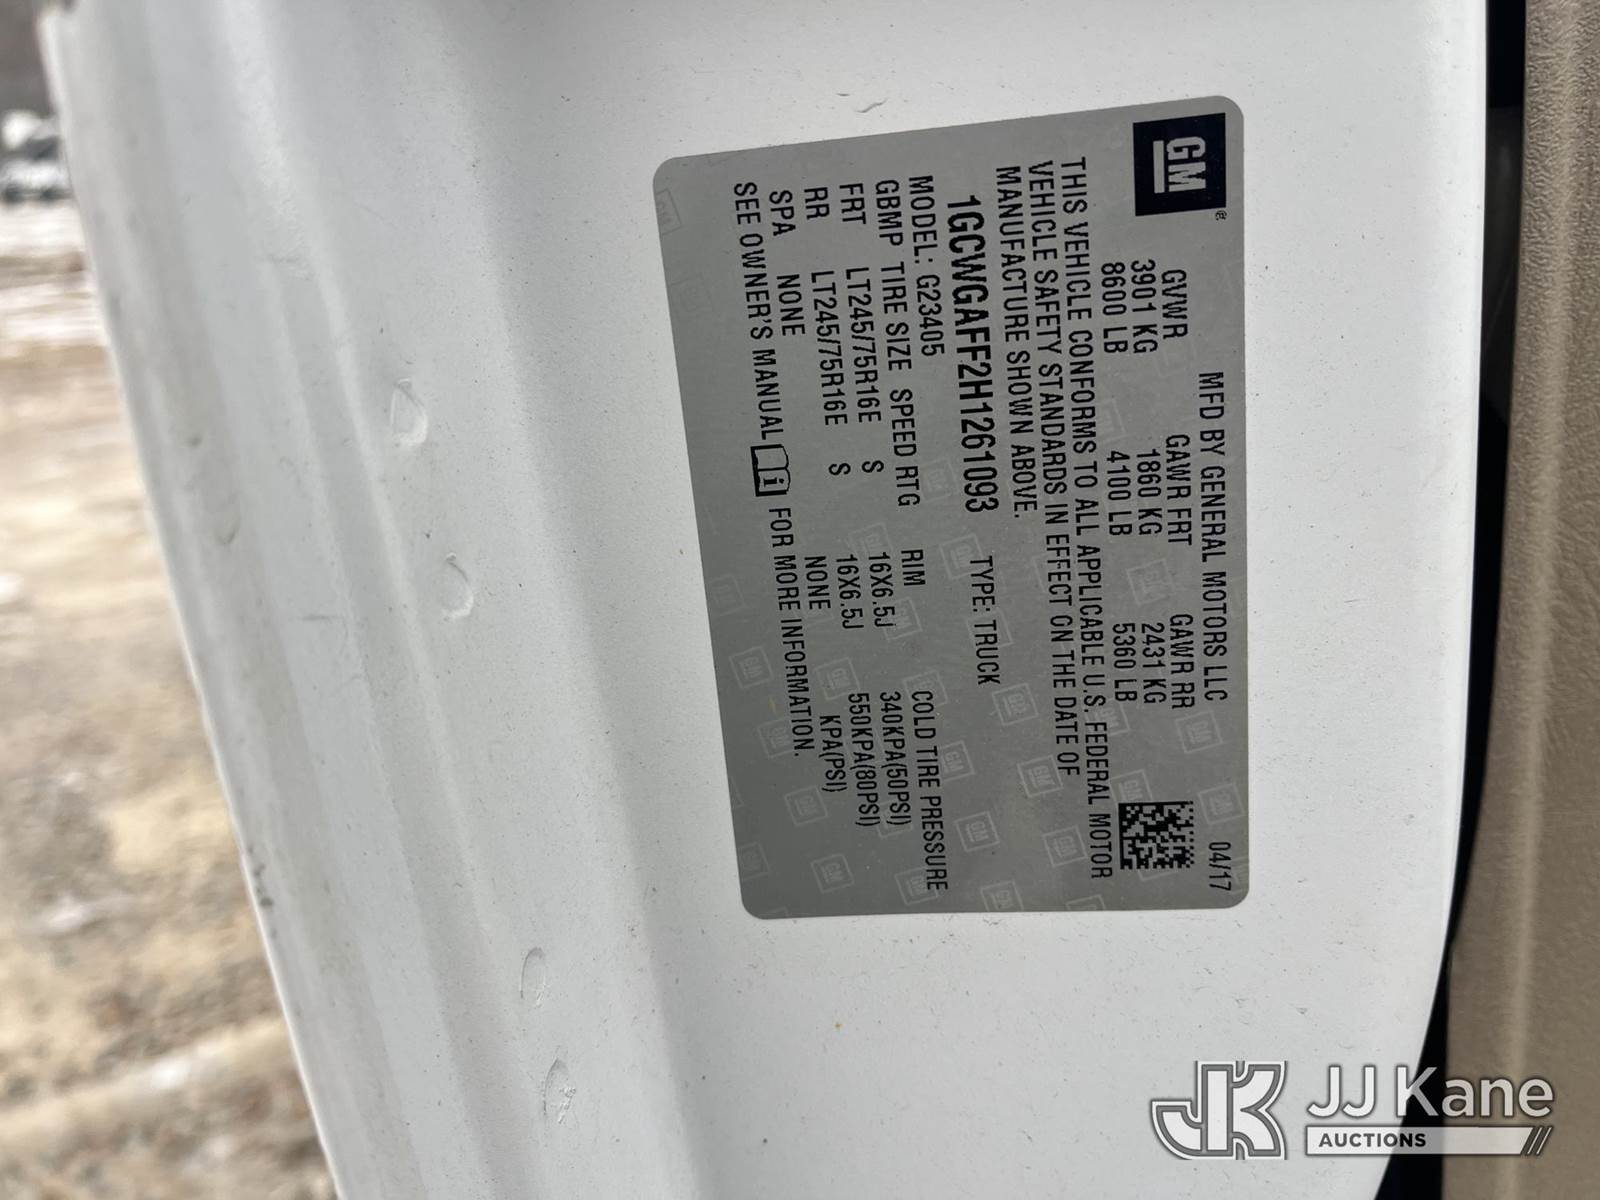 GM®
MFD BY GENERAL MOTORS LLC 04/17
GVWR GAWR FRT GAWR RR
3901 KG 1860 KG 2431 KG
8600 LB 4100 LB 5360 LB
THIS VEHICLE CONFORMS TO ALL APPLICABLE U.S. FEDERAL MOTOR
VEHICLE SAFETY STANDARDS IN EFFECT ON THE DATE OF
MANUFACTURE SHOWN ABOVE.
1GCWGAFF2H1261093 TYPE: TRUCK
MODEL: G23405
GBMP TIRE SIZE SPEED RTG RIM COLD TIRE PRESSURE
FRT LT245/75R16E S 16X6.5J 340KPA(50PSI)
RR LT245/75R16E S 16X6.5J 550KPA(80PSI)
SPA NONE NONE KPA(PSI)
SEE OWNER'S MANUAL i FOR MORE INFORMATION.
JK JJ Kane
AUCTIONS